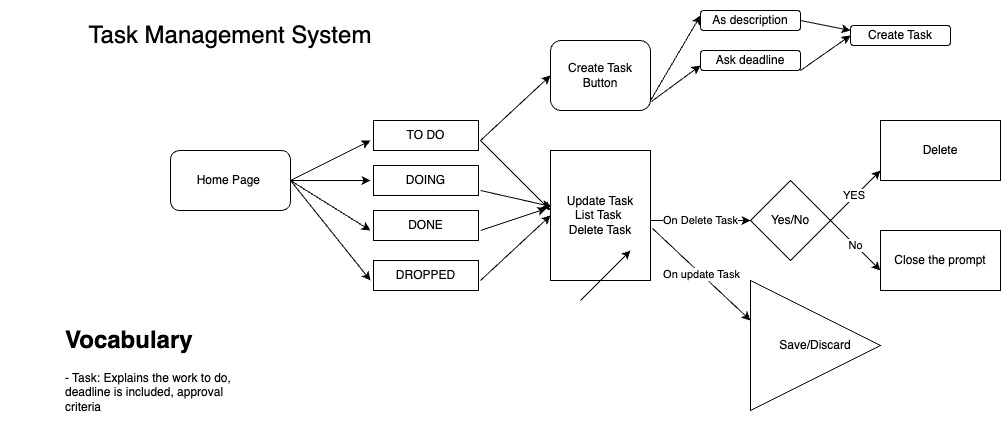 Task Management System
As description
Create Task
Ask deadline
Create Task
Button
TO DO
Home Page
DOING
DONE
DROPPED
Update Task
List Task
Delete Task
On Delete Task
Yes/No
YES
Delete
No
Close the prompt
On update Task
Save/Discard
Vocabulary
- Task: Explains the work to do,
deadline is included, approval
criteria